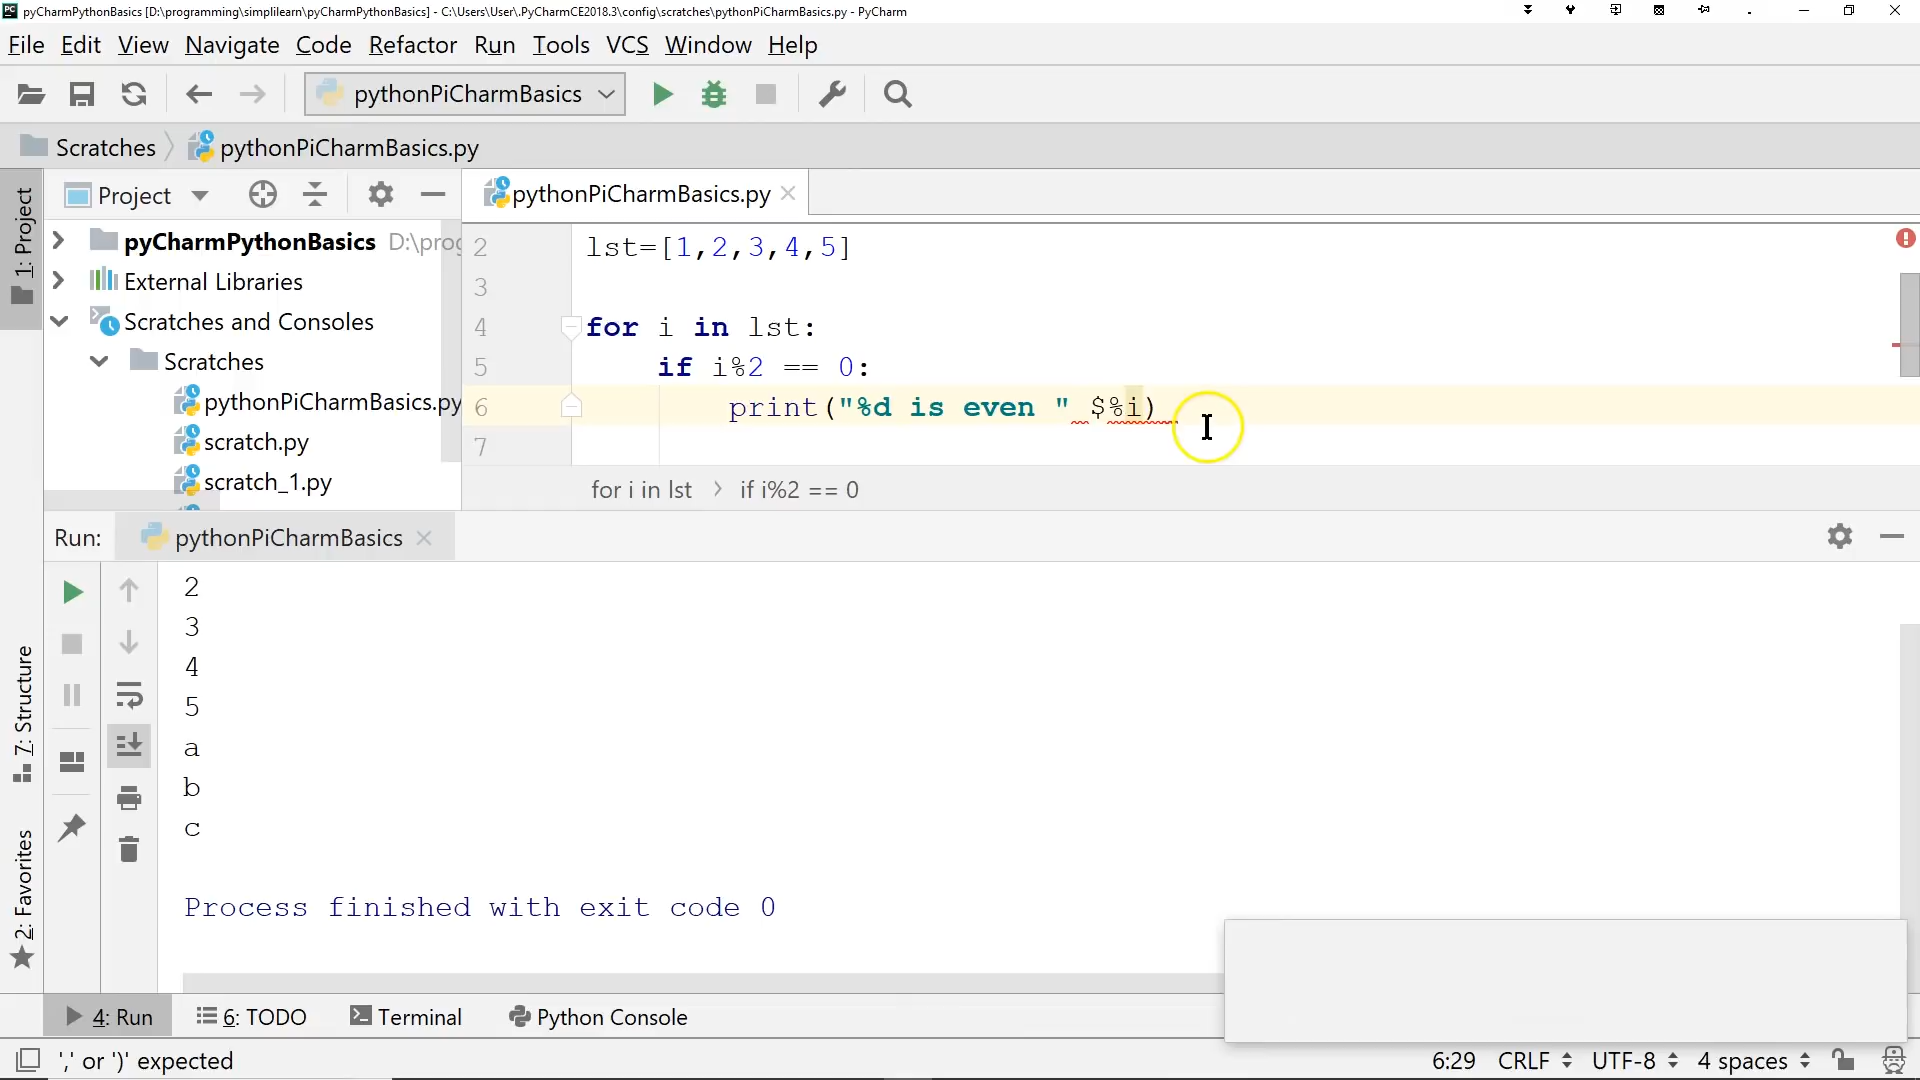 pyCharmPythonBasics [D:\programming\simplilearn\pyCharmPythonBasics] - C:\Users\User\.PyCharmCE2018.3\config\scratches\pythonPiCharmBasics.py - PyCharm
File Edit View Navigate Code Refactor Run Tools VCS Window Help
pythonPiCharmBasics
Scratches pythonPiCharmBasics.py
1: Project
Project
pythonPiCharmBasics.py
pyCharmPythonBasics D:\prog
External Libraries
Scratches and Consoles
Scratches
pythonPiCharmBasics.py
scratch.py
scratch_1.py
2 lst=[1,2,3,4,5]
3
4 for i in lst:
5 if i%2 == 0:
6 print("%d is even " $%i)
7
for i in lst > if i%2 == 0
Run: pythonPiCharmBasics
7: Structure
2: Favorites
2
3
4
5
a
b
c
Process finished with exit code 0
4: Run 6: TODO Terminal Python Console
',' or ')' expected 6:29 CRLF UTF-8 4 spaces